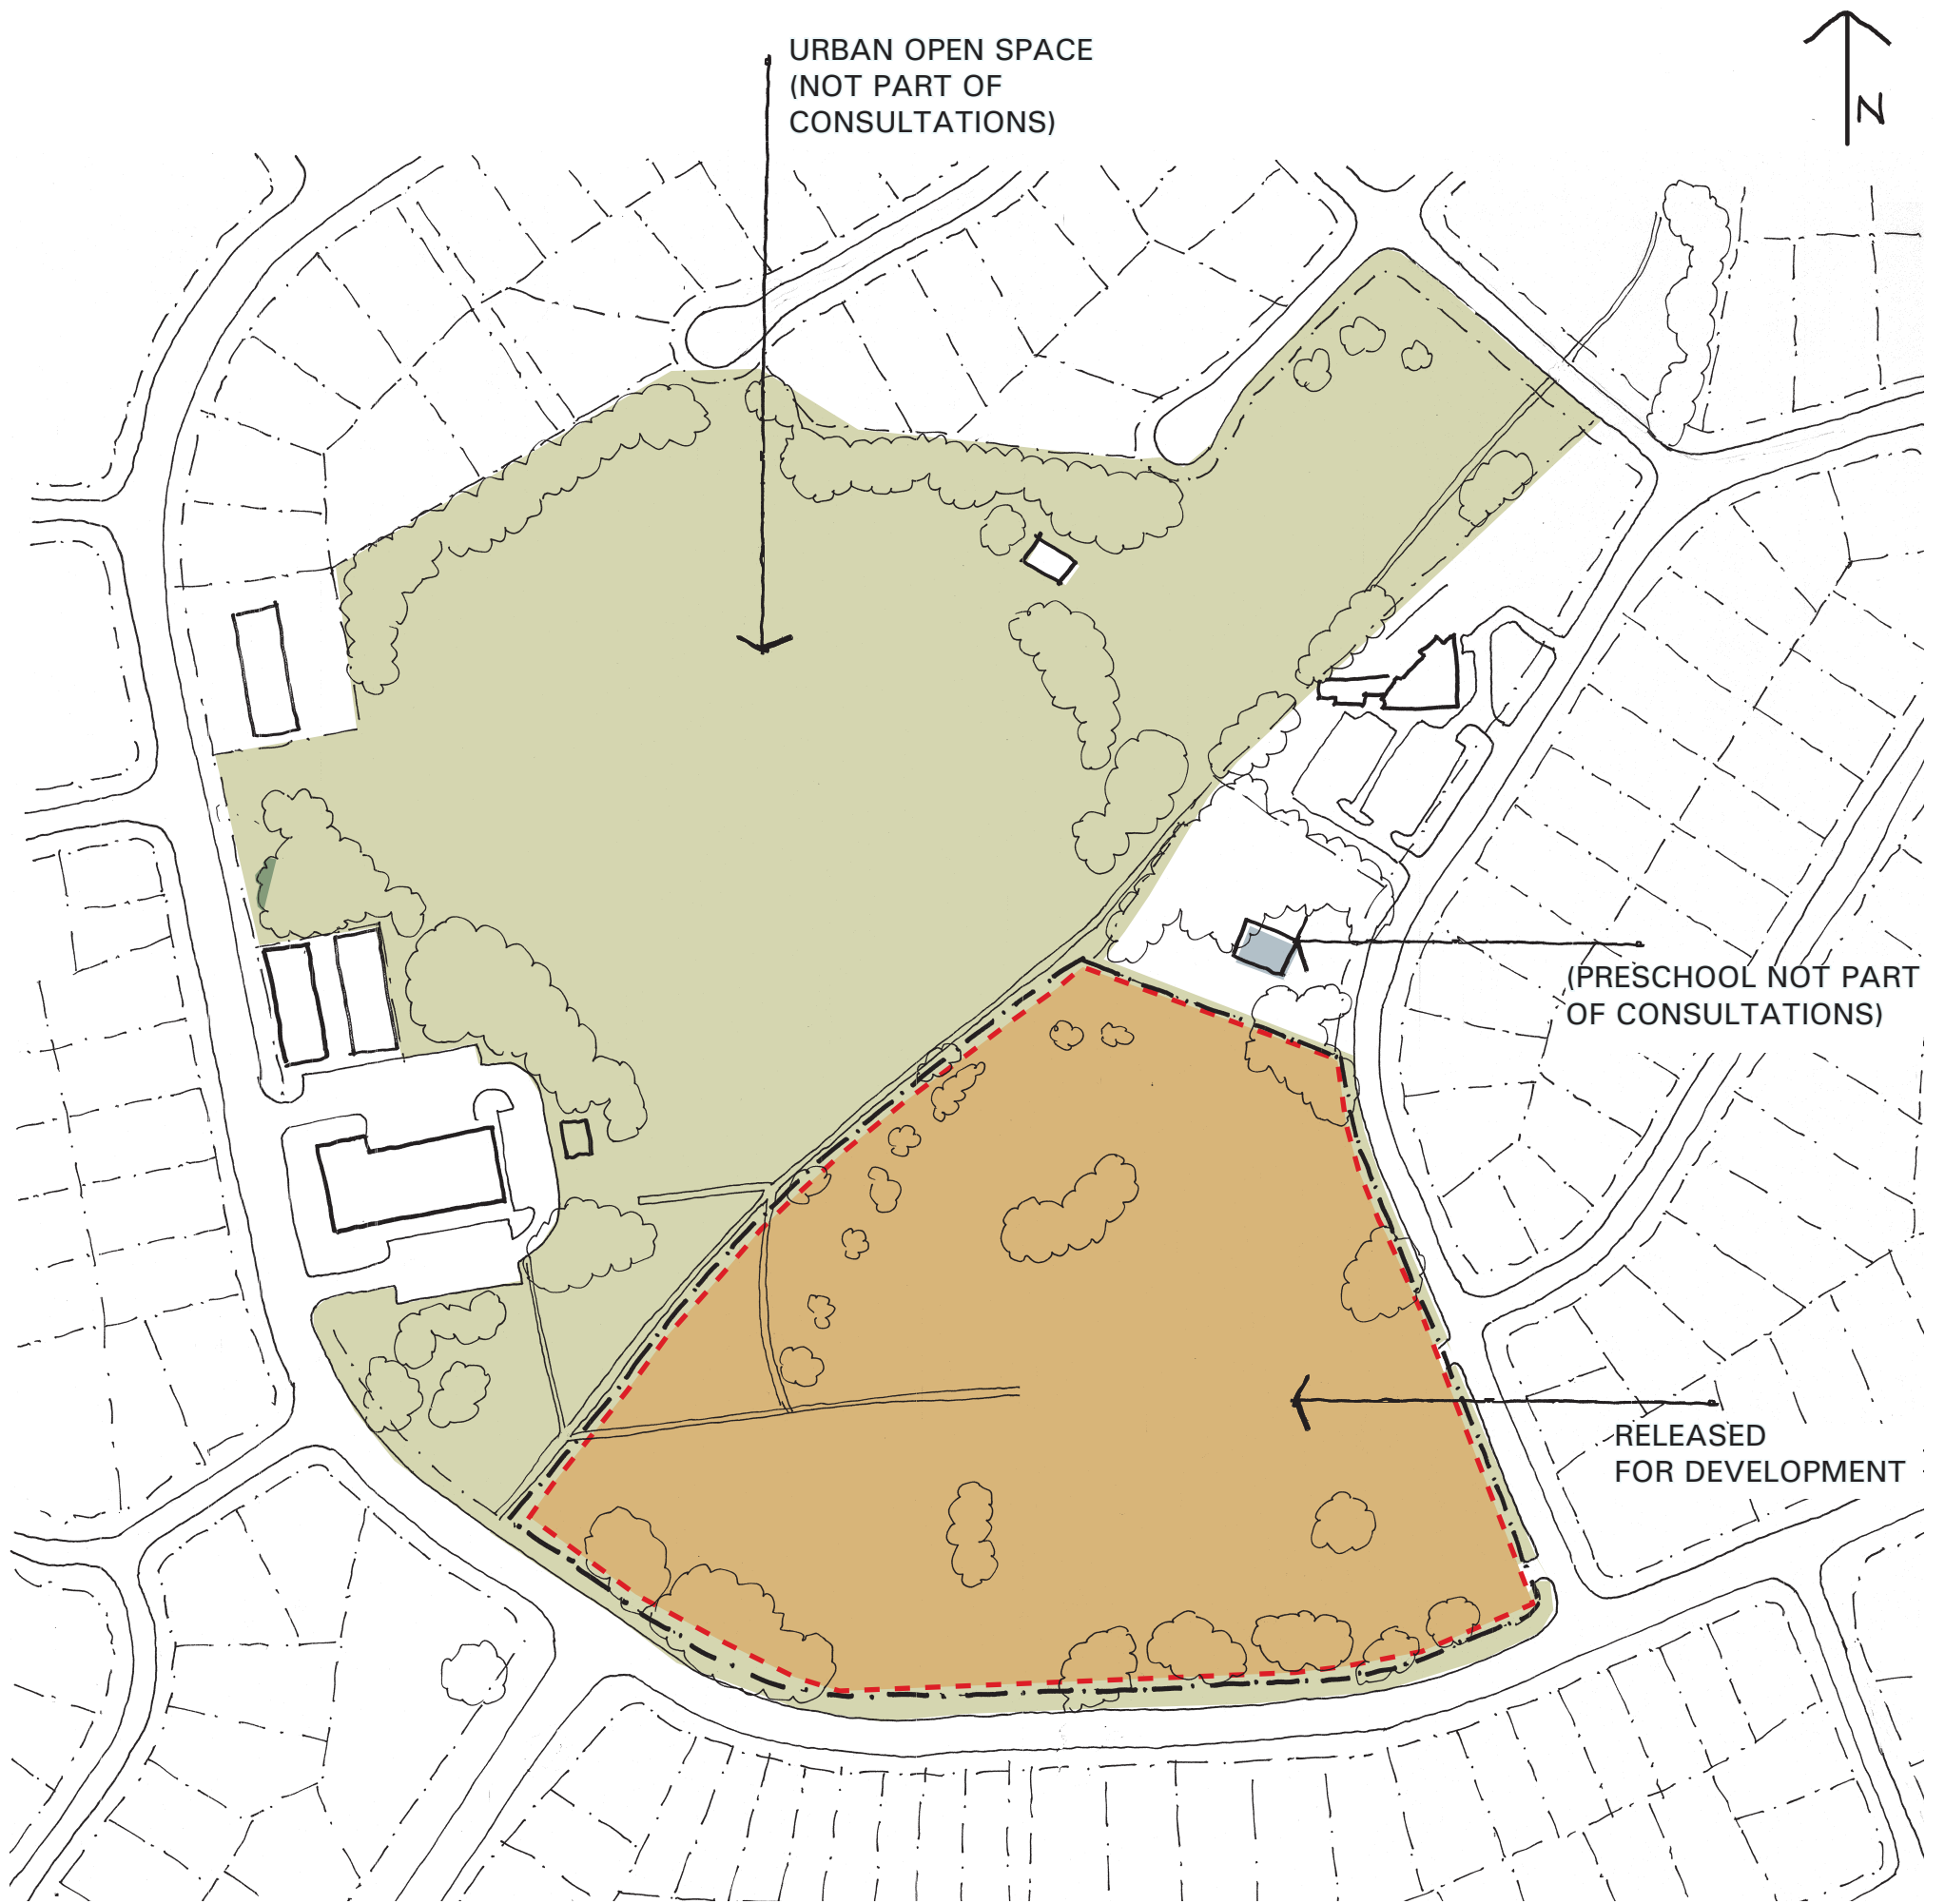 URBAN OPEN SPACE
(NOT PART OF
CONSULTATIONS)
N
(PRESCHOOL NOT PART
OF CONSULTATIONS)
RELEASED
FOR DEVELOPMENT